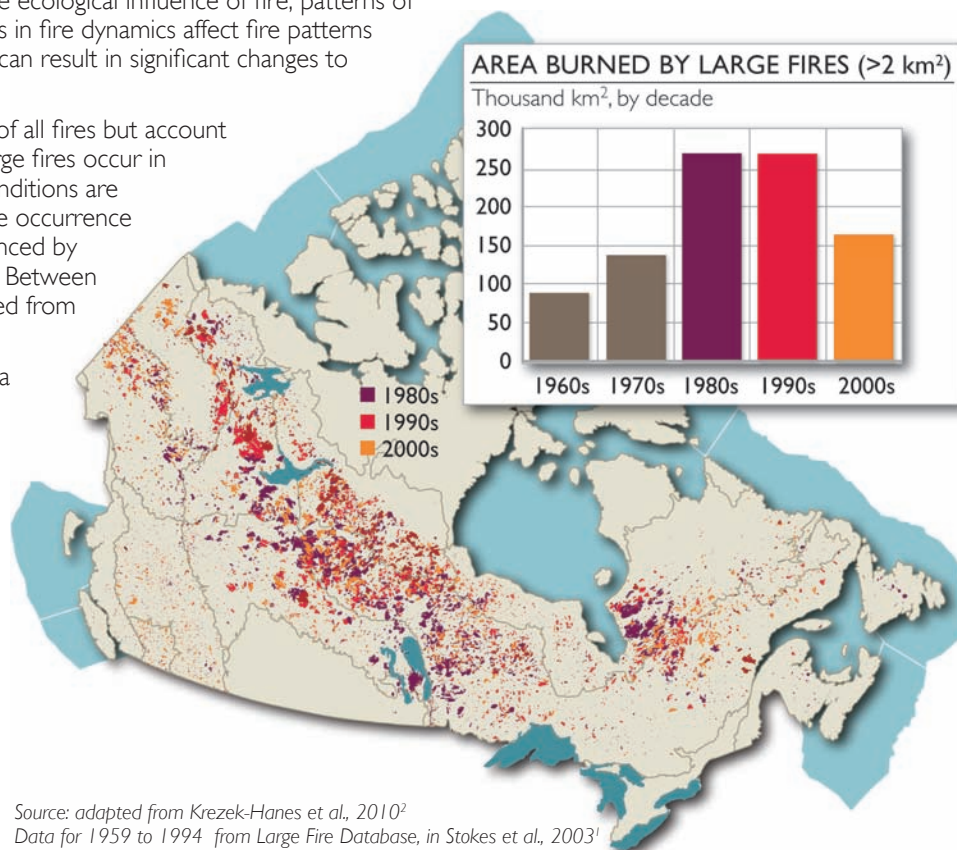 e ecological influence of fire, patterns of
s in fire dynamics affect fire patterns
can result in significant changes to
of all fires but account
rge fires occur in
nditions are
e occurrence
nced by
Between
ed from
a
AREA BURNED BY LARGE FIRES (>2 km²)
Thousand km², by decade
300
250
200
150
100
50
0
1960s 1970s 1980s 1990s 2000s
1980s
1990s
2000s
Source: adapted from Krezek-Hanes et al., 2010²
Data for 1959 to 1994 from Large Fire Database, in Stokes et al., 2003¹